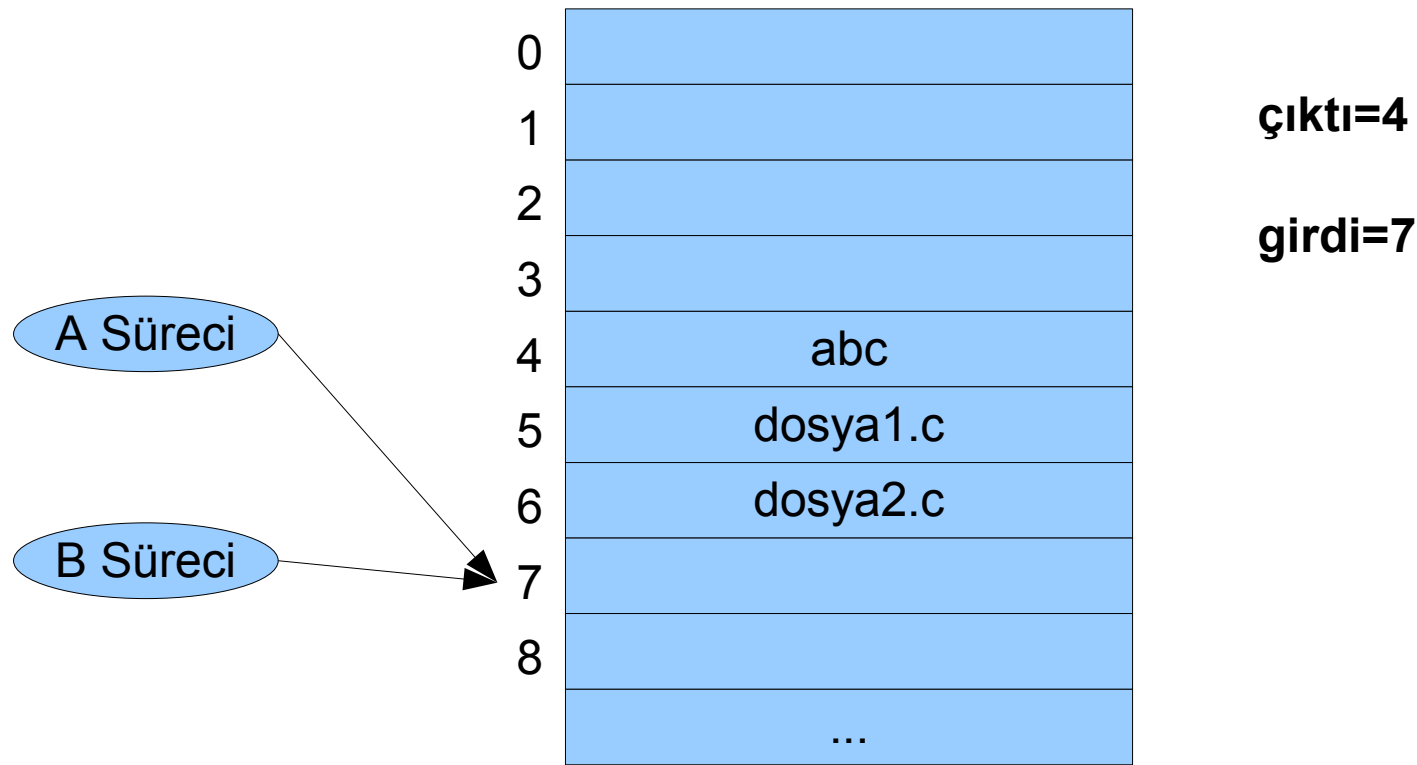 0
1
2
3
4
5
6
7
8
abc
dosya1.c
dosya2.c
...
A Süreci
B Süreci
çıktı=4
girdi=7